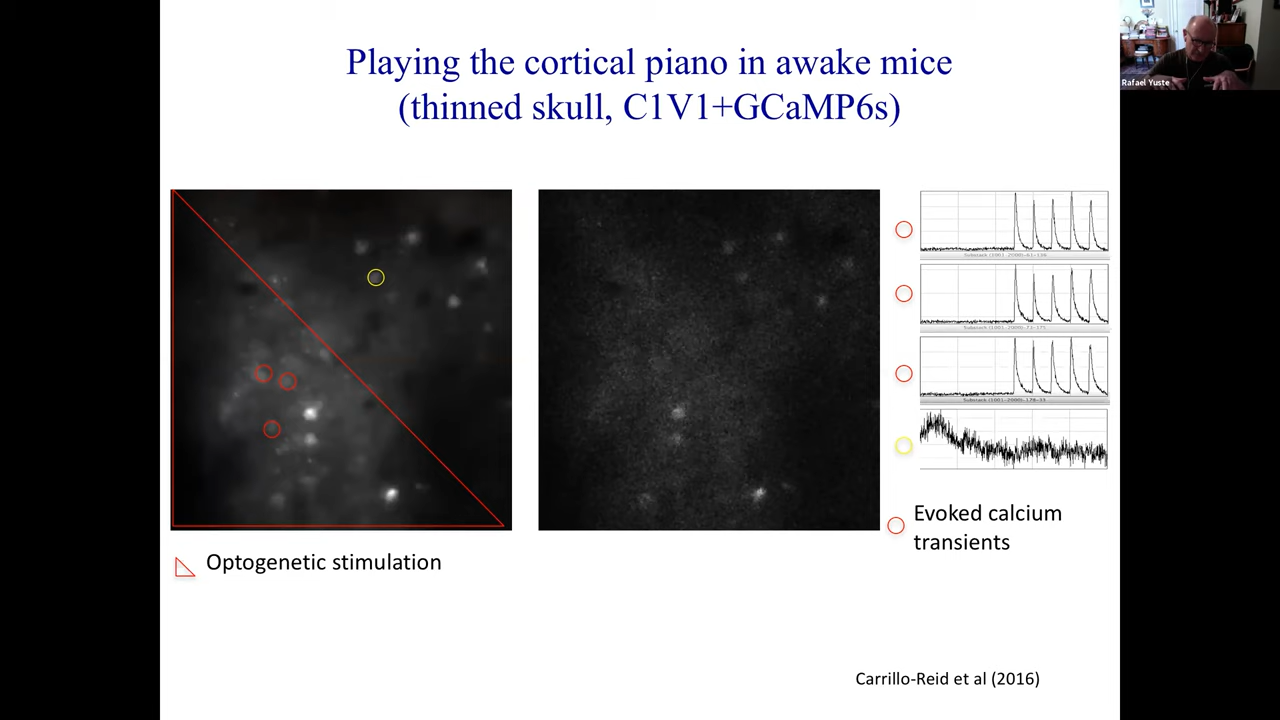 Playing the cortical piano in awake mice
(thinned skull, C1V1+GCaMP6s)
Rafael Yuste
Evoked calcium
transients
Optogenetic stimulation
Carrillo-Reid et al (2016)